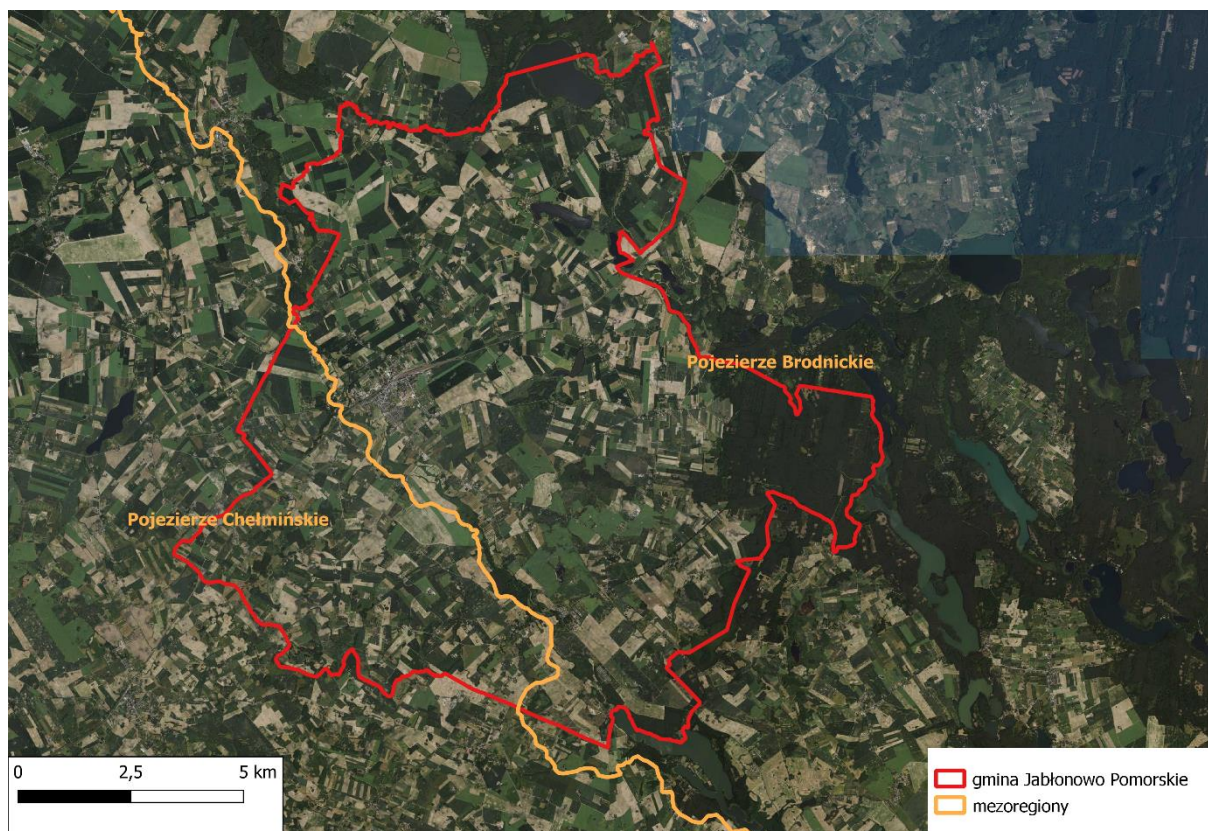 Pojezierze Brodnickie
Pojezierze Chełmińskie
0 2,5 5 km
gmina Jabłonowo Pomorskie
mezoregiony